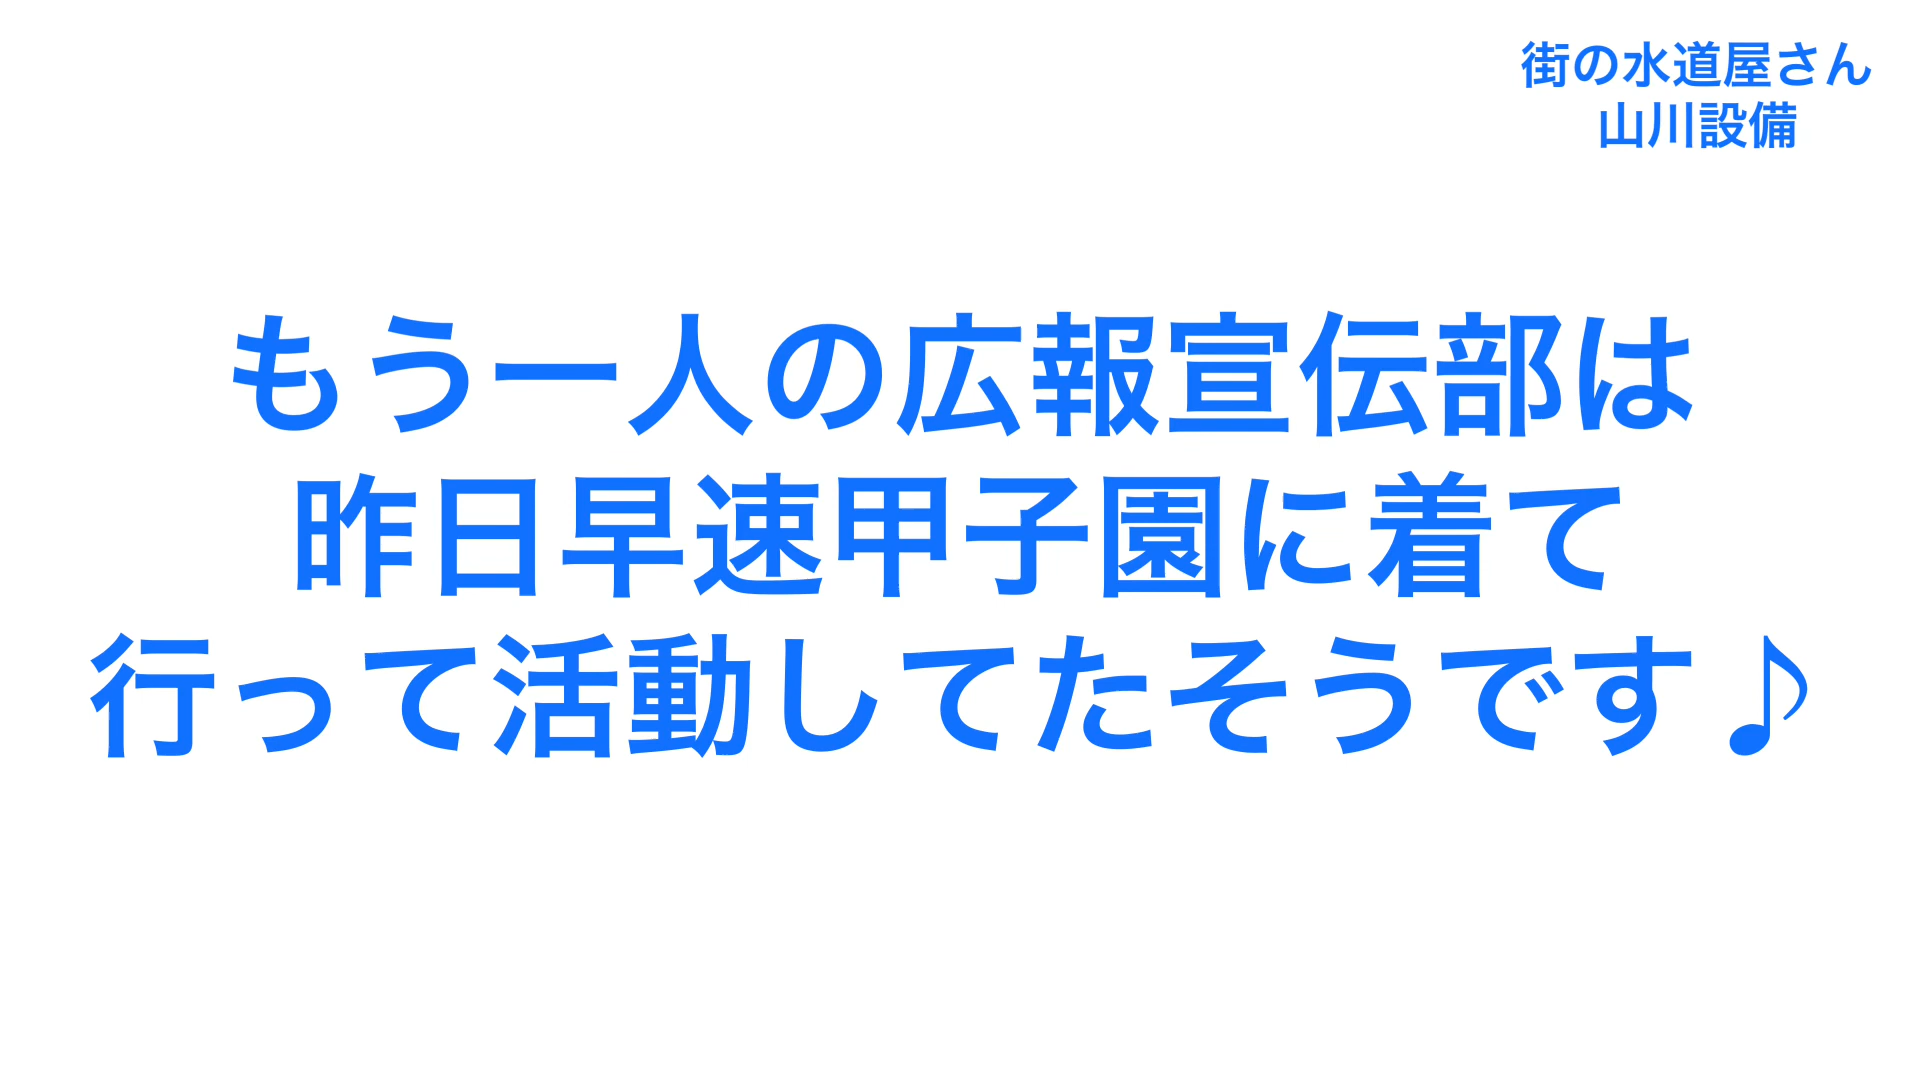 街の水道屋さん
山川設備
もう一人の広報宣伝部は
昨日早速甲子園に着て
行って活動してたそうです♪